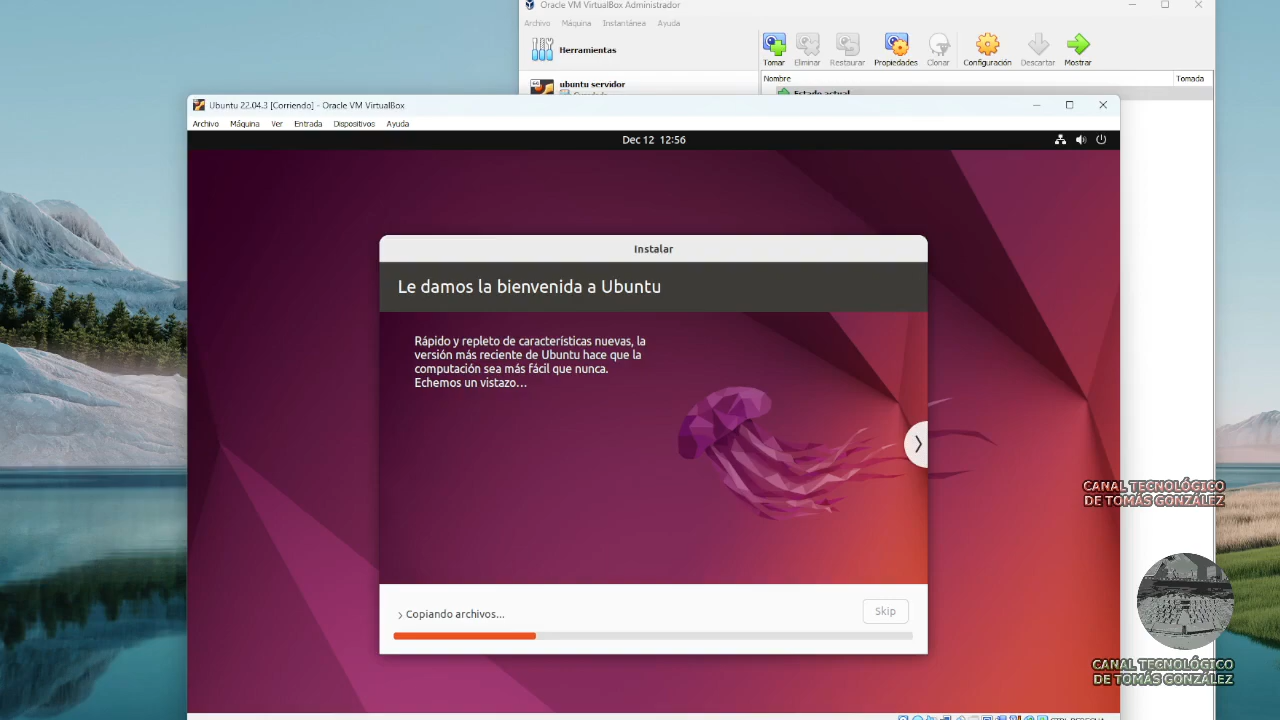 Oracle VM VirtualBox Administrador
Archivo Máquina Instantánea Ayuda
Herramientas
Tomar Eliminar Restaurar Propiedades Clonar Configuración Descartar Mostrar
Nombre Tomada
ubuntu servidor
Estado actual
Ubuntu 22.04.3 [Corriendo] - Oracle VM VirtualBox
Archivo Máquina Ver Entrada Dispositivos Ayuda
Dec 12 12:56
Instalar
Le damos la bienvenida a Ubuntu
Rápido y repleto de características nuevas, la
versión más reciente de Ubuntu hace que la
computación sea más fácil que nunca.
Echemos un vistazo...
Copiando archivos...
Skip
CANAL TECNOLÓGICO
DE TOMÁS GONZÁLEZ
CANAL TECNOLÓGICO
DE TOMÁS GONZÁLEZ